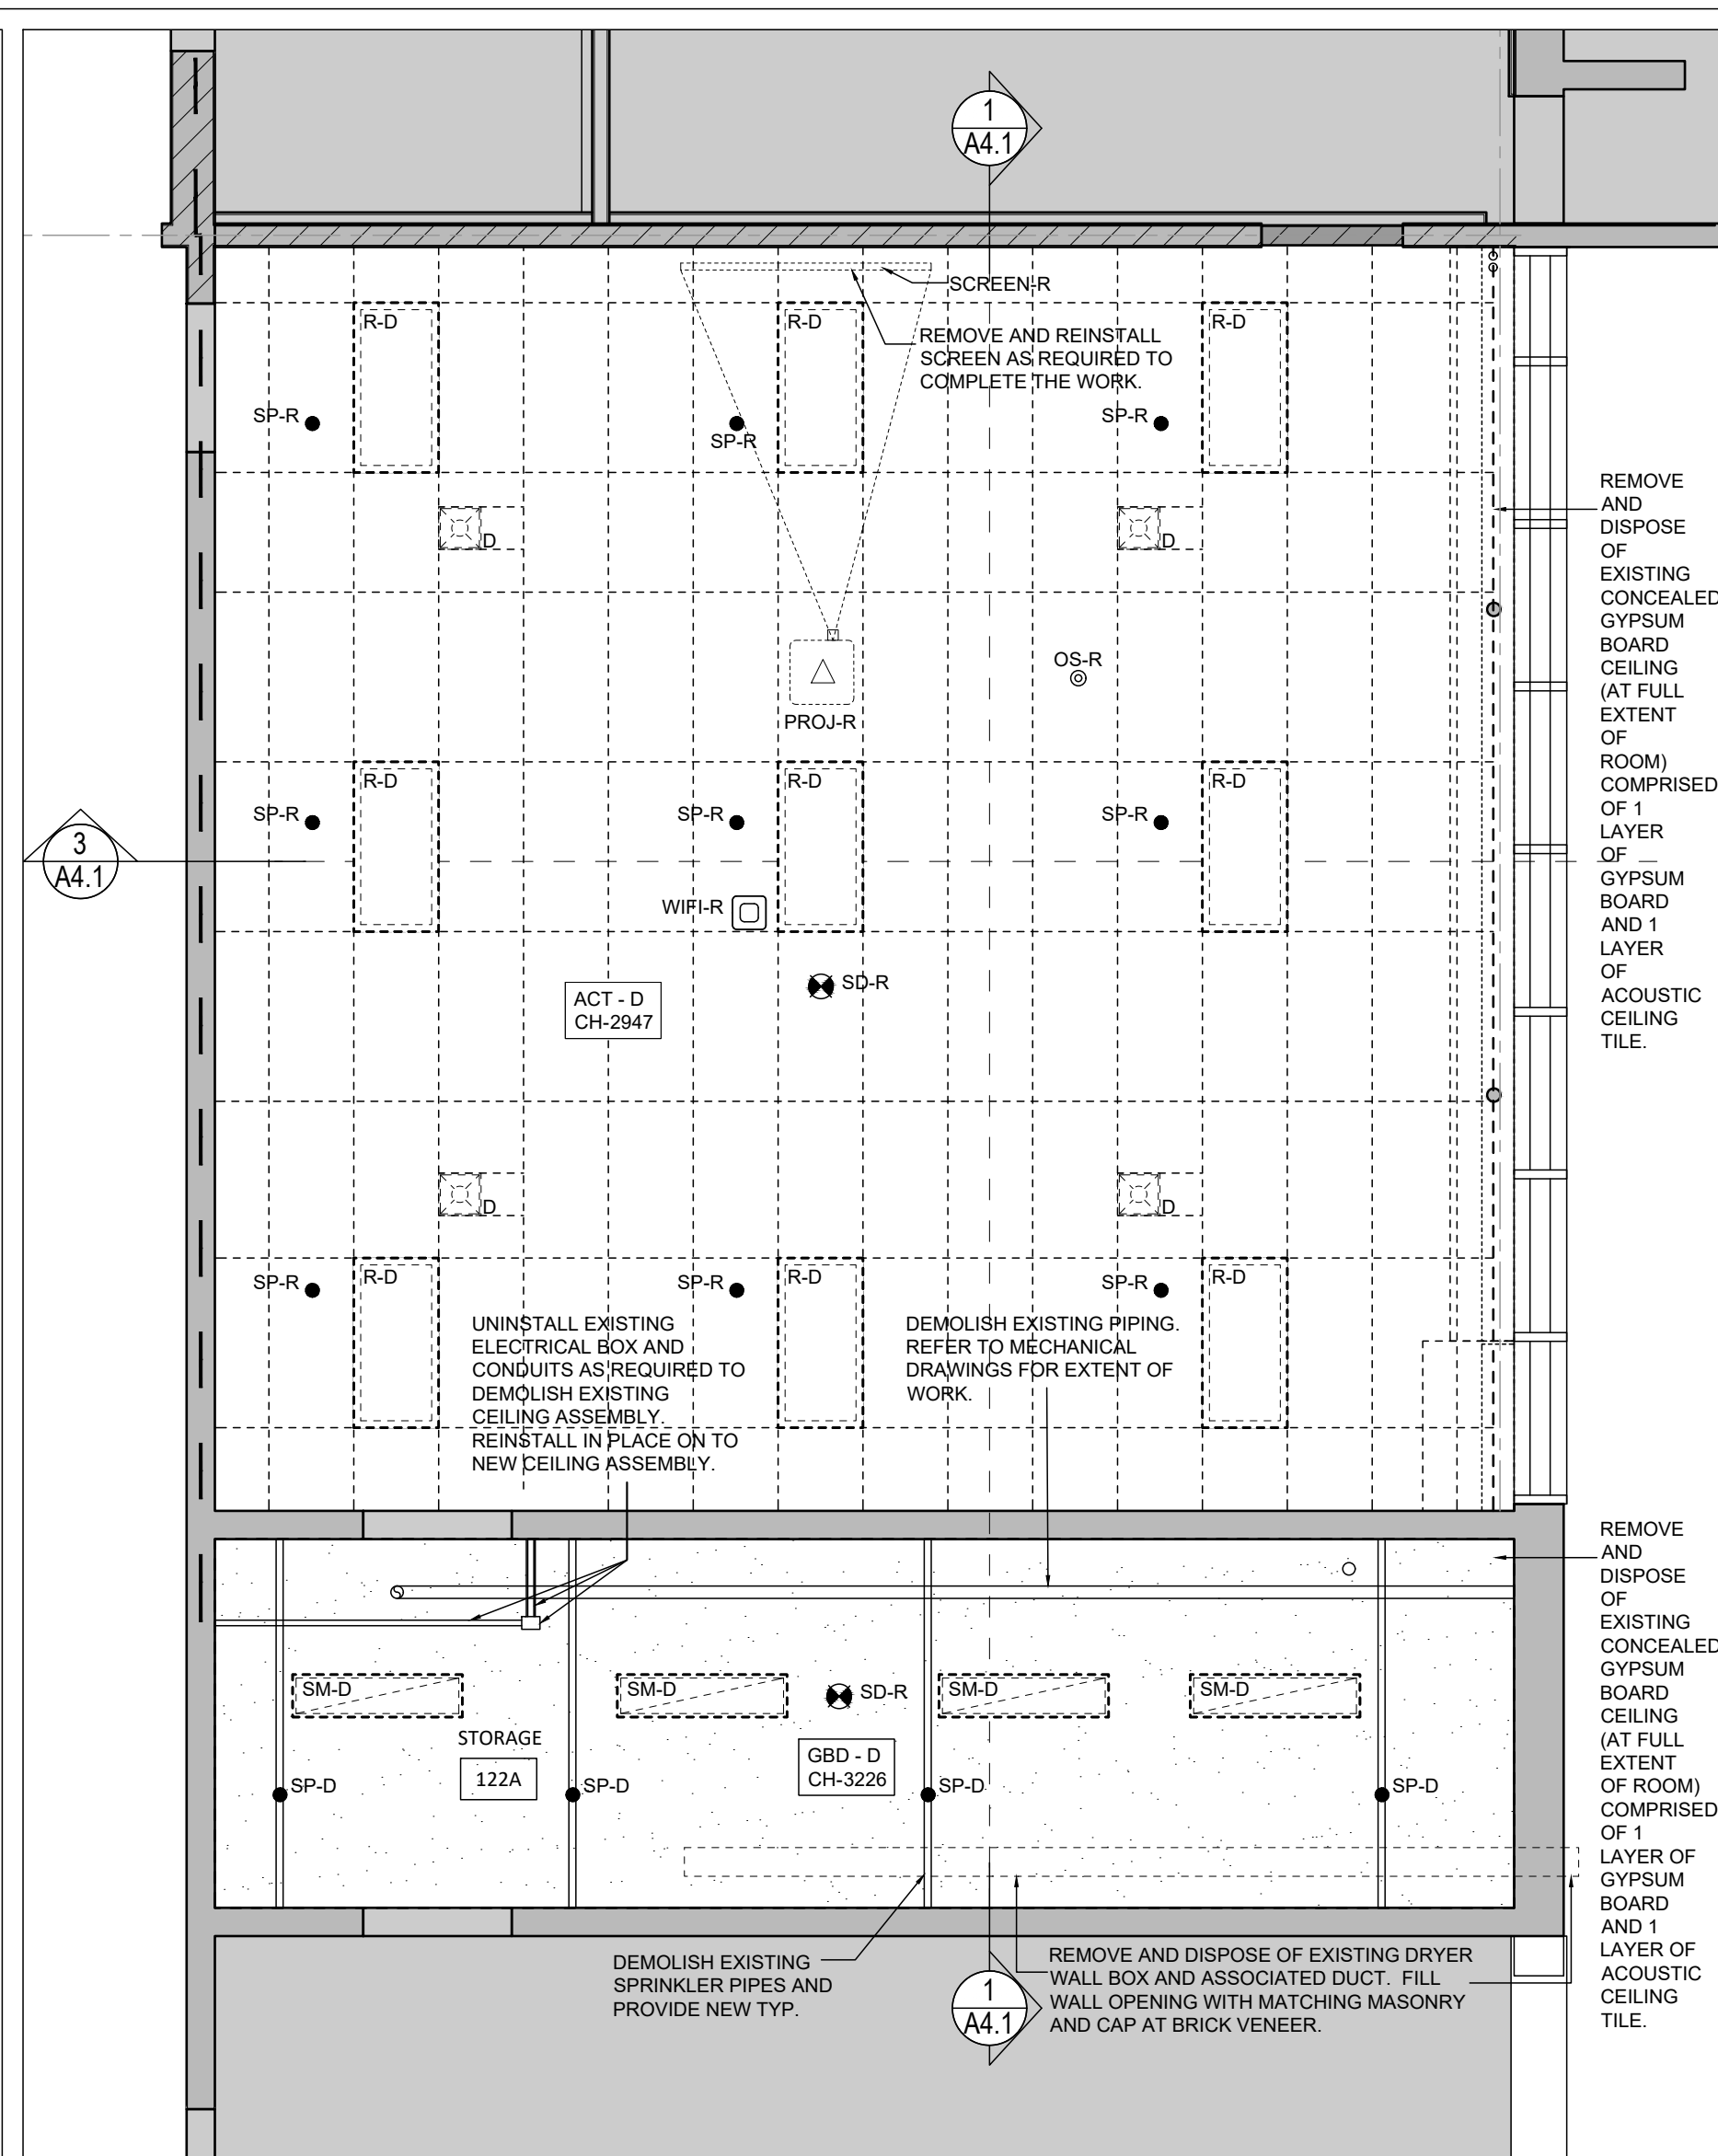 1
A4.1
SCREEN-R
REMOVE AND REINSTALL
SCREEN AS REQUIRED TO
COMPLETE THE WORK.
R-D
R-D
R-D
SP-R
SP-R
SP-R
D
D
REMOVE
AND
DISPOSE
OF
EXISTING
CONCEALED
GYPSUM
BOARD
CEILING
(AT FULL
EXTENT
OF
ROOM)
COMPRISED
OF 1
LAYER
OF
GYPSUM
BOARD
AND 1
LAYER
OF
ACOUSTIC
CEILING
TILE.
OS-R
PROJ-R
R-D
R-D
R-D
SP-R
SP-R
SP-R
3
A4.1
WIFI-R
SD-R
ACT - D
CH-2947
D
D
R-D
R-D
R-D
SP-R
SP-R
SP-R
UNINSTALL EXISTING
ELECTRICAL BOX AND
CONDUITS AS REQUIRED TO
DEMOLISH EXISTING
CEILING ASSEMBLY.
REINSTALL IN PLACE ON TO
NEW CEILING ASSEMBLY.
DEMOLISH EXISTING PIPING.
REFER TO MECHANICAL
DRAWINGS FOR EXTENT OF
WORK.
REMOVE
AND
DISPOSE
OF
EXISTING
CONCEALED
GYPSUM
BOARD
CEILING
(AT FULL
EXTENT
OF ROOM)
COMPRISED
OF 1
LAYER OF
GYPSUM
BOARD
AND 1
LAYER OF
ACOUSTIC
CEILING
TILE.
SM-D
SM-D
SD-R
SM-D
SM-D
STORAGE
122A
GBD - D
CH-3226
SP-D
SP-D
SP-D
SP-D
DEMOLISH EXISTING
SPRINKLER PIPES AND
PROVIDE NEW TYP.
1
A4.1
REMOVE AND DISPOSE OF EXISTING DRYER
WALL BOX AND ASSOCIATED DUCT. FILL
WALL OPENING WITH MATCHING MASONRY
AND CAP AT BRICK VENEER.